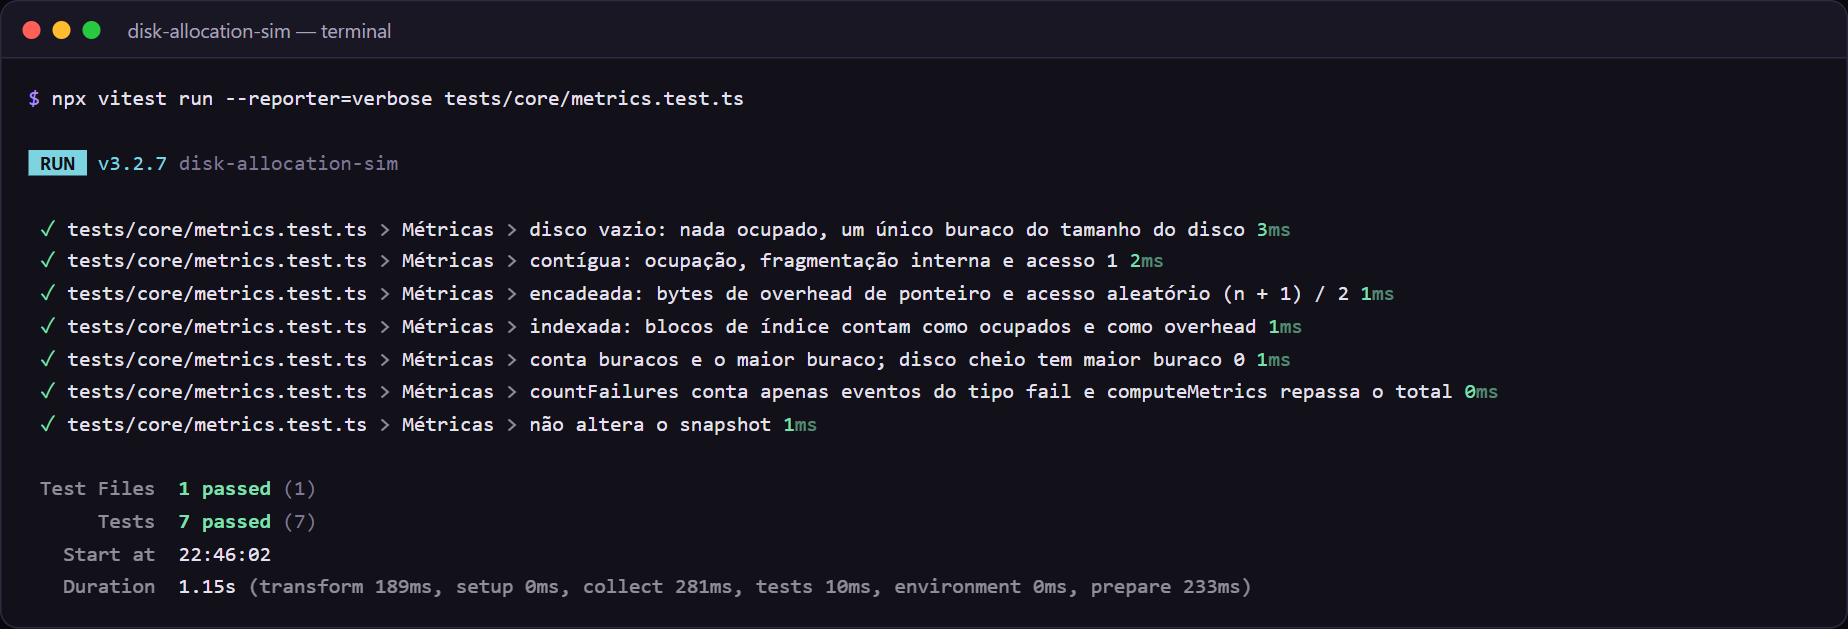 disk-allocation-sim — terminal
$ npx vitest run --reporter=verbose tests/core/metrics.test.ts
RUN v3.2.7 disk-allocation-sim
✓ tests/core/metrics.test.ts > Métricas > disco vazio: nada ocupado, um único buraco do tamanho do disco 3ms
✓ tests/core/metrics.test.ts > Métricas > contígua: ocupação, fragmentação interna e acesso 1 2ms
✓ tests/core/metrics.test.ts > Métricas > encadeada: bytes de overhead de ponteiro e acesso aleatório (n + 1) / 2 1ms
✓ tests/core/metrics.test.ts > Métricas > indexada: blocos de índice contam como ocupados e como overhead 1ms
✓ tests/core/metrics.test.ts > Métricas > conta buracos e o maior buraco; disco cheio tem maior buraco 0 1ms
✓ tests/core/metrics.test.ts > Métricas > countFailures conta apenas eventos do tipo fail e computeMetrics repassa o total 0ms
✓ tests/core/metrics.test.ts > Métricas > não altera o snapshot 1ms
Test Files 1 passed (1)
Tests 7 passed (7)
Start at 22:46:02
Duration 1.15s (transform 189ms, setup 0ms, collect 281ms, tests 10ms, environment 0ms, prepare 233ms)